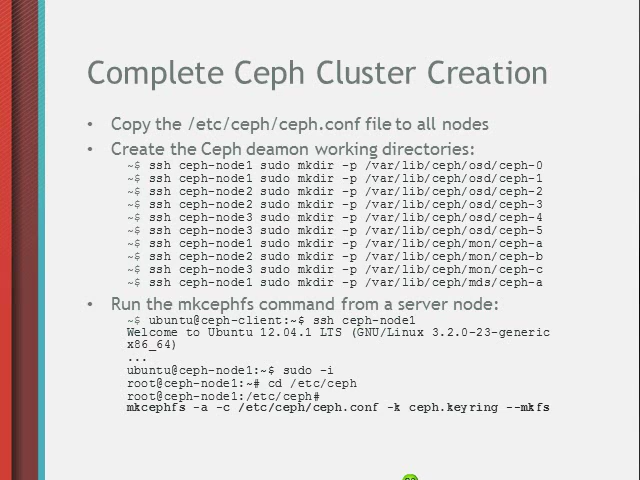 Complete Ceph Cluster Creation
• Copy the /etc/ceph/ceph.conf file to all nodes
• Create the Ceph deamon working directories:
~$ ssh ceph-node1 sudo mkdir -p /var/lib/ceph/osd/ceph-0
~$ ssh ceph-node1 sudo mkdir -p /var/lib/ceph/osd/ceph-1
~$ ssh ceph-node2 sudo mkdir -p /var/lib/ceph/osd/ceph-2
~$ ssh ceph-node2 sudo mkdir -p /var/lib/ceph/osd/ceph-3
~$ ssh ceph-node3 sudo mkdir -p /var/lib/ceph/osd/ceph-4
~$ ssh ceph-node3 sudo mkdir -p /var/lib/ceph/osd/ceph-5
~$ ssh ceph-node1 sudo mkdir -p /var/lib/ceph/mon/ceph-a
~$ ssh ceph-node2 sudo mkdir -p /var/lib/ceph/mon/ceph-b
~$ ssh ceph-node3 sudo mkdir -p /var/lib/ceph/mon/ceph-c
~$ ssh ceph-node1 sudo mkdir -p /var/lib/ceph/mds/ceph-a
• Run the mkcephfs command from a server node:
~$ ubuntu@ceph-client:~$ ssh ceph-node1
Welcome to Ubuntu 12.04.1 LTS (GNU/Linux 3.2.0-23-generic
x86_64)
...
ubuntu@ceph-node1:~$ sudo -i
root@ceph-node1:~# cd /etc/ceph
root@ceph-node1:/etc/ceph#
mkcephfs -a -c /etc/ceph/ceph.conf -k ceph.keyring --mkfs